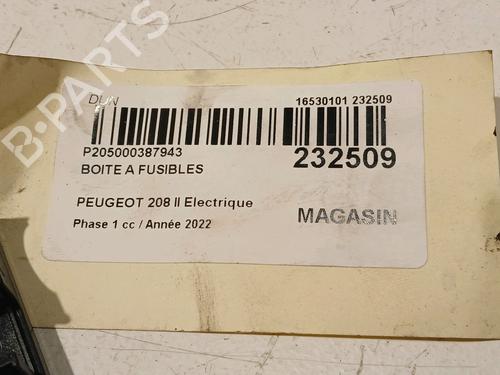 B-PARTS
DUN
16530101 232509
P205000387943
232509
BOITE A FUSIBLES
PEUGEOT 208 II Electrique
Phase 1 cc / Année 2022
MAGASIN